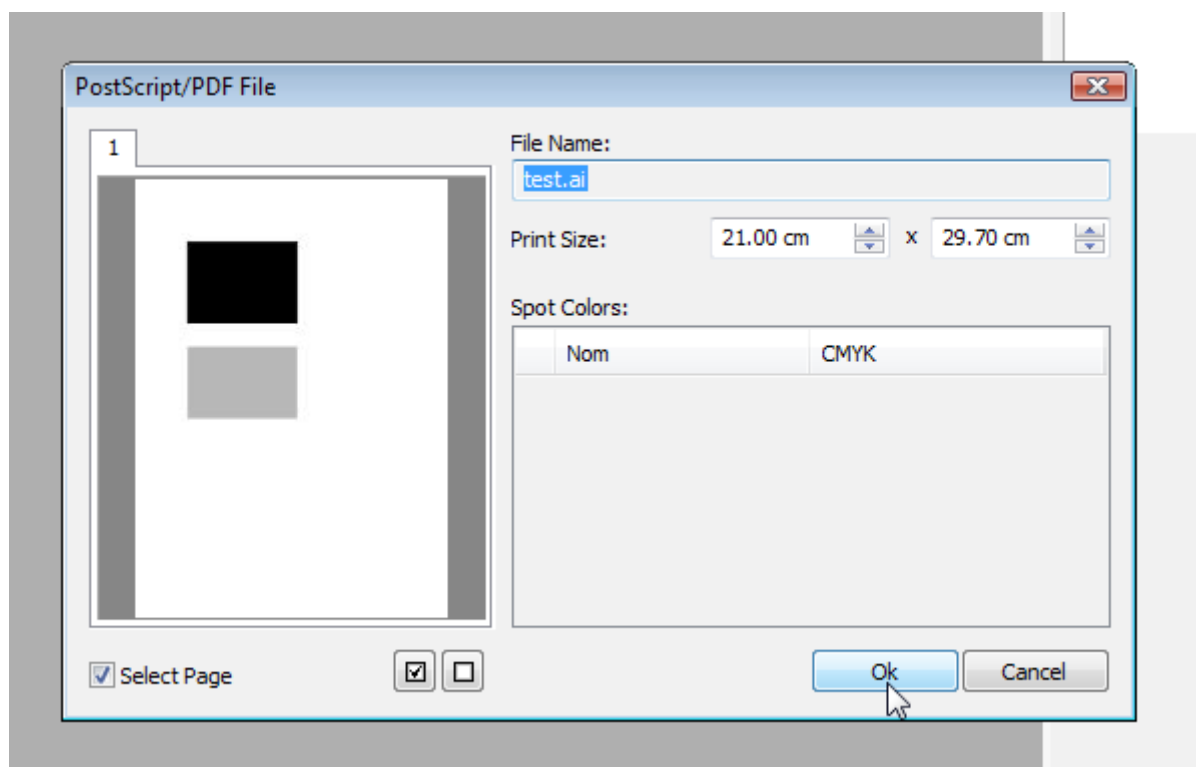 PostScript/PDF File
1
File Name:
test.ai
Print Size: 21.00 cm x 29.70 cm
Spot Colors:
Nom CMYK
Select Page
Ok Cancel